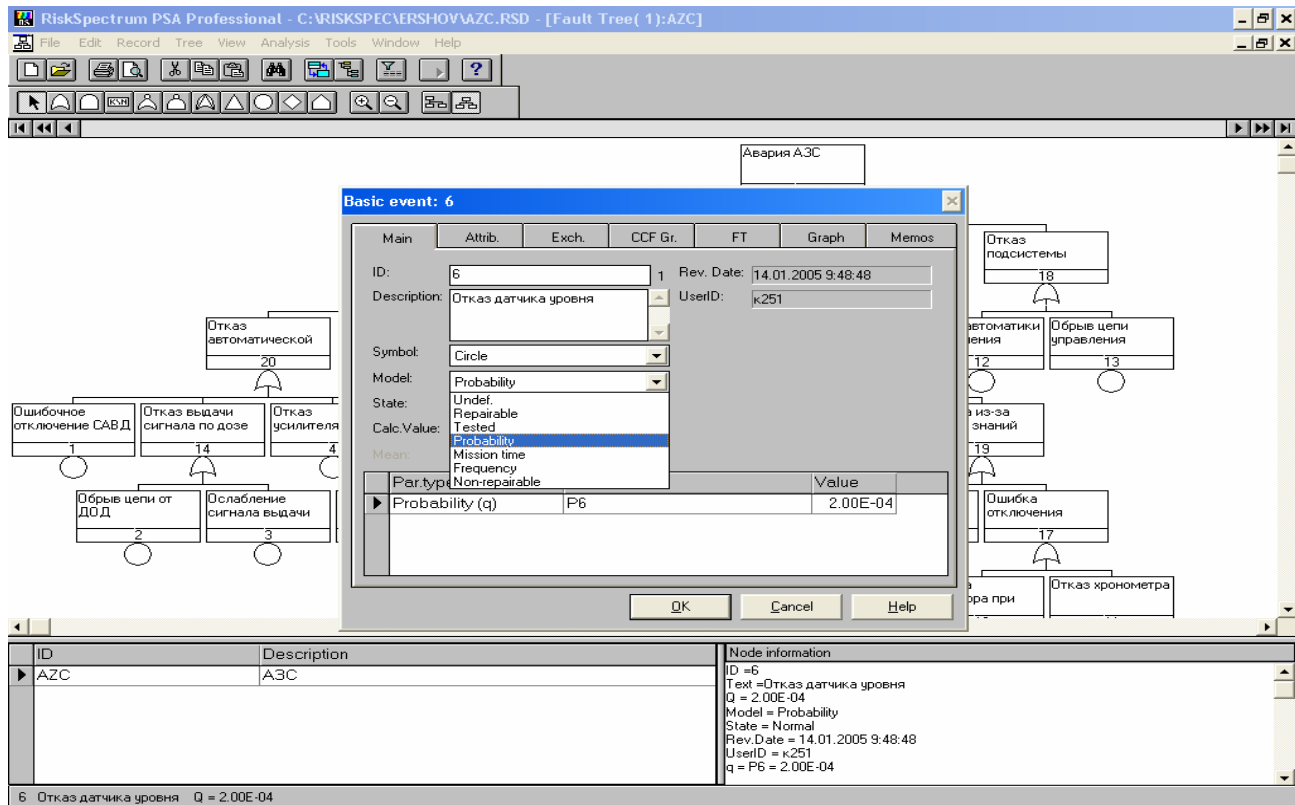 RiskSpectrum PSA Professional - C:\RISKSPEC\ERSHOV\AZC.RSD - [Fault Tree( 1):AZC]
File Edit Record Tree View Analysis Tools Window Help
K\N
Авария АЗС
Basic event: 6
Main Attrib. Exch. CCF Gr. FT Graph Memos
ID: 6 1 Rev. Date: 14.01.2005 9:48:48
Description: Отказ датчика уровня UserID: к251
Symbol: Circle
Model: Probability
State: Undef.
Repairable
Calc.Value: Tested
Probability
Mean: Mission time
Frequency
Non-repairable
Par.type Value
Probability (q) P6 2.00E-04
OK Cancel Help
Отказ
подсистемы
18
Отказ
автоматической
20
автоматики
12
Обрыв цепи
управления
13
Ошибочное
отключение САВД
1
Отказ выдачи
сигнала по дозе
14
Отказ
усилителя
4
из-за
знаний
19
Обрыв цепи от
ДОД
2
Ослабление
сигнала выдачи
3
Ошибка
отключения
17
при
Отказ хронометра
ID Description
AZC АЗС
Node information
ID =6
Text =Отказ датчика уровня
Q = 2.00E-04
Model = Probability
State = Normal
Rev.Date = 14.01.2005 9:48:48
UserID = к251
q = P6 = 2.00E-04
6 Отказ датчика уровня Q = 2.00E-04